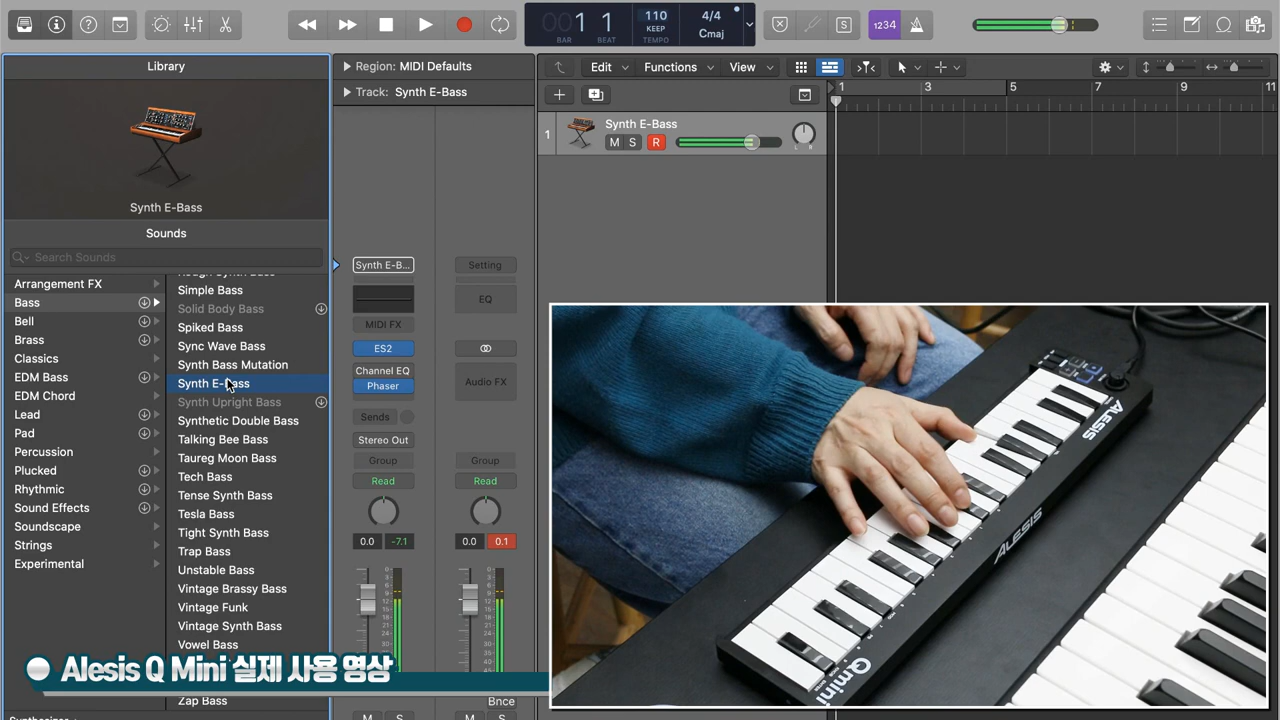 1 1
BAR BEAT
110
KEEP
TEMPO
4/4
Cmaj
1234
S
Library
Synth E-Bass
Sounds
Search Sounds
Arrangement FX
Bass
Bell
Brass
Classics
EDM Bass
EDM Chord
Lead
Pad
Percussion
Plucked
Rhythmic
Sound Effects
Soundscape
Strings
Experimental
Simple Bass
Solid Body Bass
Spiked Bass
Sync Wave Bass
Synth Bass Mutation
Synth E-Bass
Synth Upright Bass
Synthetic Double Bass
Talking Bee Bass
Taureg Moon Bass
Tech Bass
Tense Synth Bass
Tesla Bass
Tight Synth Bass
Trap Bass
Unstable Bass
Vintage Brassy Bass
Vintage Funk
Vintage Synth Bass
Vowel Bass
Zap Bass
Region: MIDI Defaults
Track: Synth E-Bass
Synth E-B...
Setting
EQ
MIDI FX
ES2
Channel EQ
Phaser
Audio FX
Sends
Stereo Out
Group
Group
Read
Read
0.0 -7.1
0.0 0.1
Bnce
M S
M S
Edit
Functions
View
1 3 5 7 9 11
1
Synth E-Bass
M S R
L R
ALESIS
ALESIS
Qmini
Alesis Q Mini 실제 사용 영상